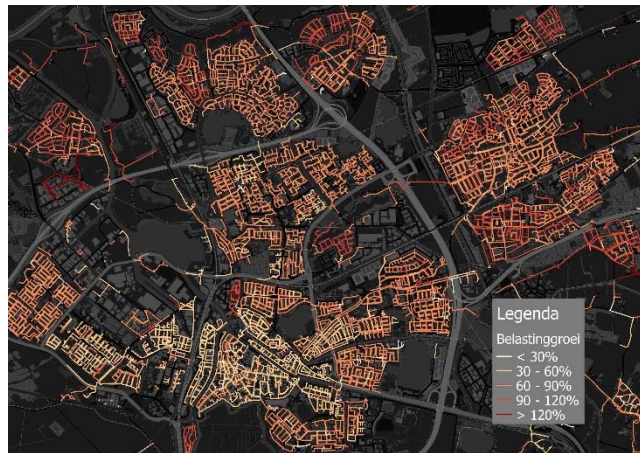 Legenda
Belastinggroei
< 30%
30 - 60%
60 - 90%
90 - 120%
> 120%